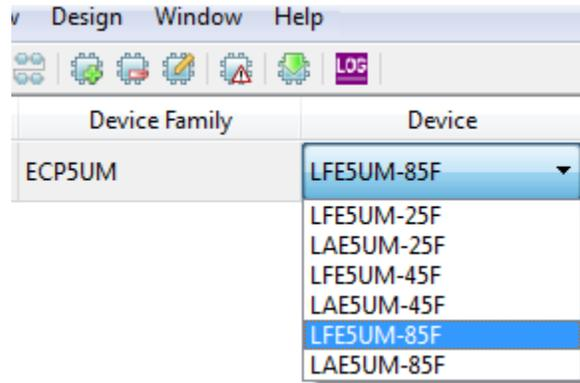 Design Window Help
LOG
Device Family Device
ECP5UM LFE5UM-85F
LFE5UM-25F
LAE5UM-25F
LFE5UM-45F
LAE5UM-45F
LFE5UM-85F
LAE5UM-85F